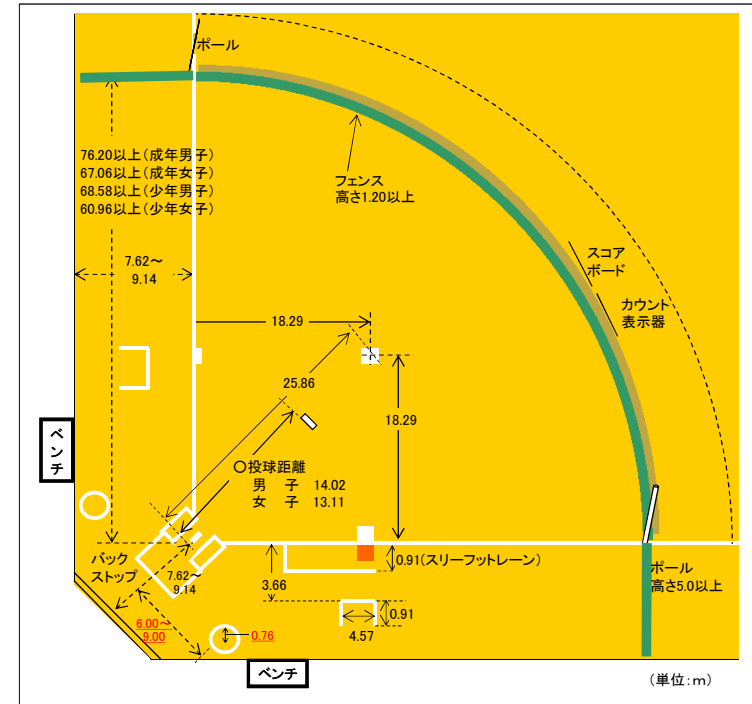 ポール
76.20以上(成年男子)
67.06以上(成年女子)
68.58以上(少年男子)
60.96以上(少年女子)
フェンス
高さ1.20以上
7.62～
9.14
スコア
ボード
カウント
表示器
18.29
25.86
18.29
ベンチ
○投球距離
男　子　14.02
女　子　13.11
バック
ストップ
7.62～
9.14
0.91(スリーフットレーン)
3.66
ポール
高さ5.0以上
0.91
4.57
6.00～
9.00
0.76
ベンチ
(単位:m)